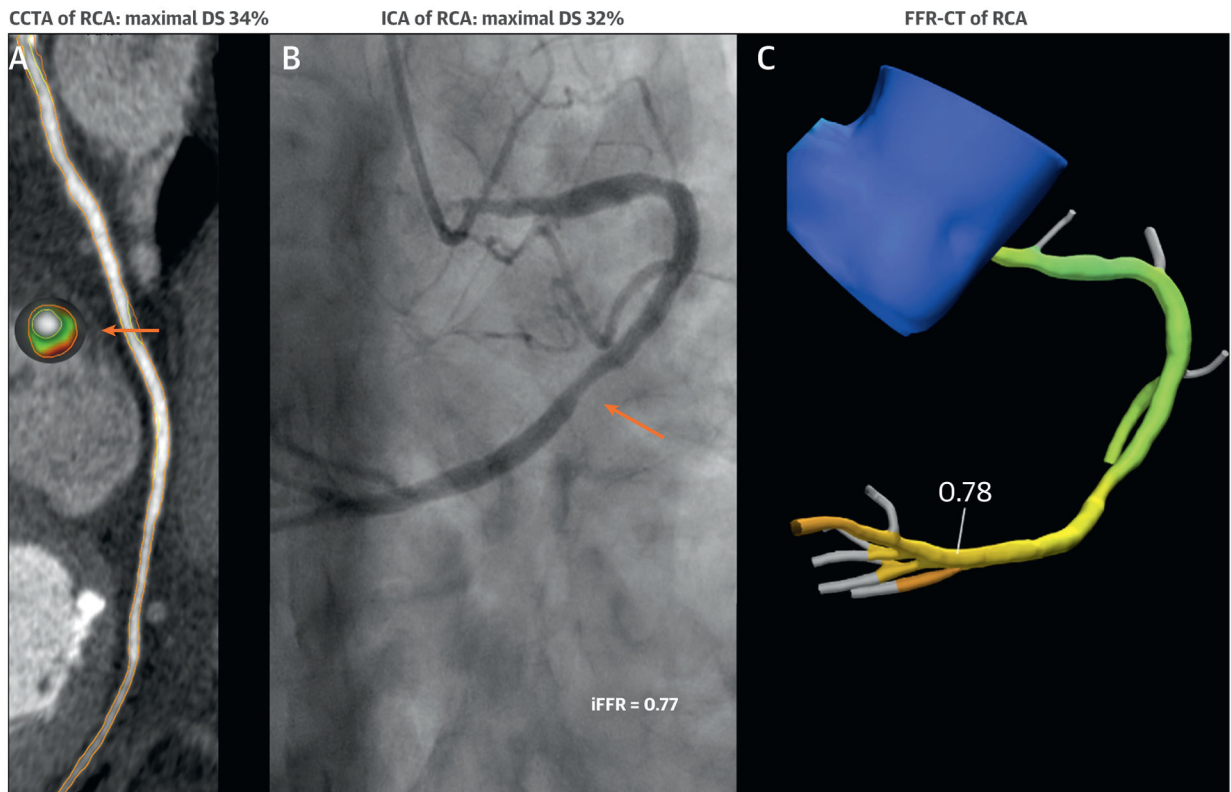 CCTA of RCA: maximal DS 34%
ICA of RCA: maximal DS 32%
FFR-CT of RCA
A
B
C
0.78
iFFR = 0.77